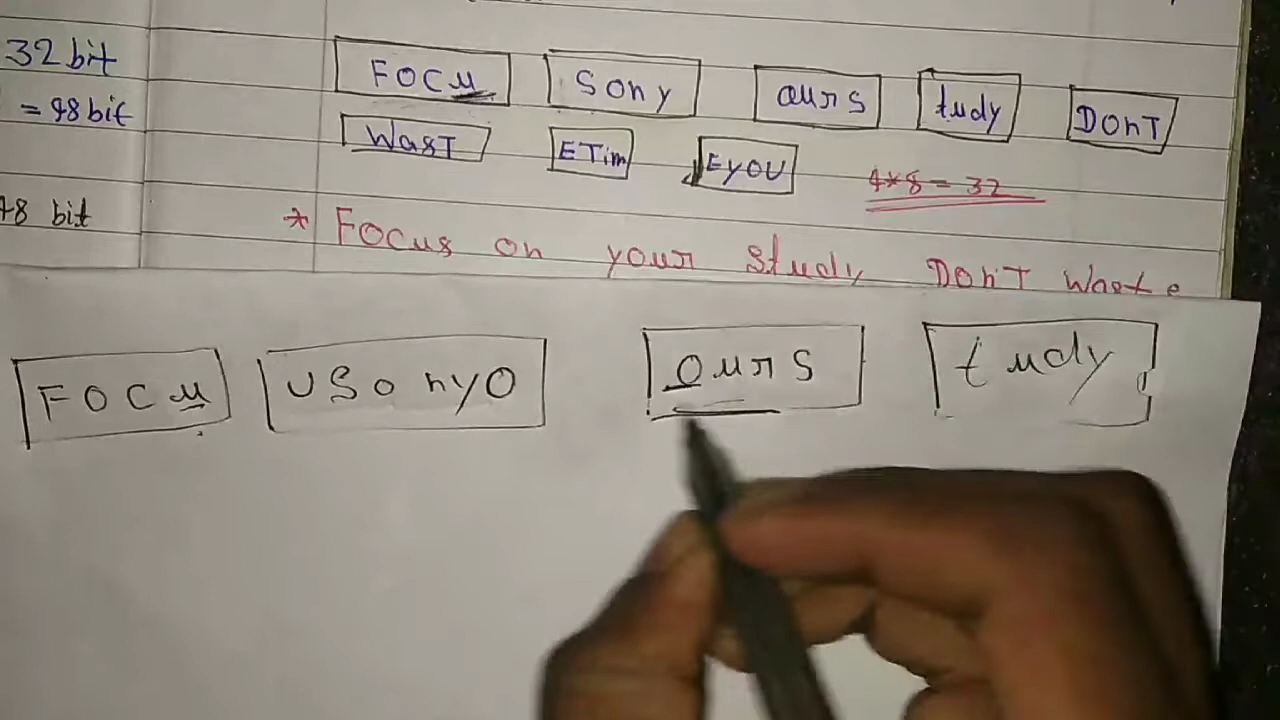 32 bit FOCu Sony ours tudy DOnT
= 48 bit WasT ETim EyOU 4*8 = 32
48 bit * Focus on your study DOn'T waste
FOCu USOnyO ours tudy